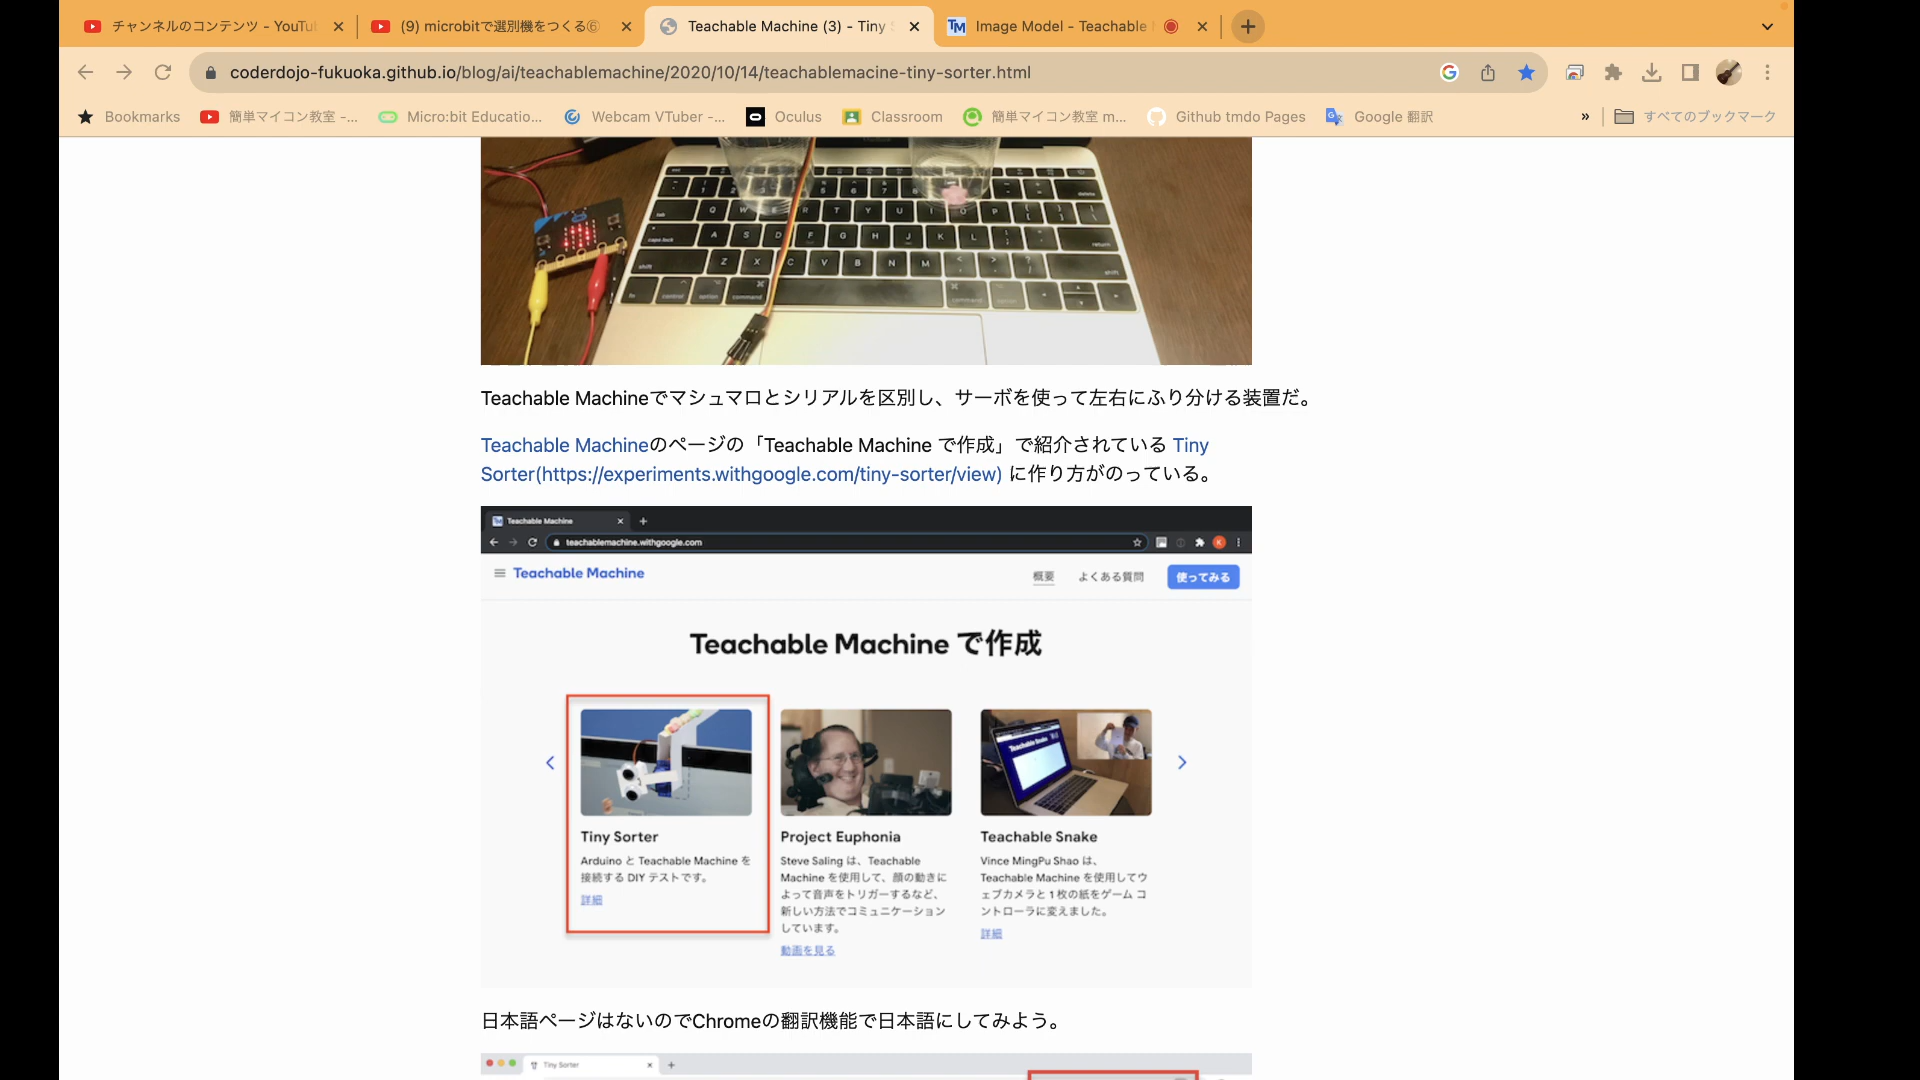 チャンネルのコンテンツ - YouTu
(9) microbitで選別機をつくる⑥
Teachable Machine (3) - Tiny
Image Model - Teachable
coderdojo-fukuoka.github.io/blog/ai/teachablemachine/2020/10/14/teachablemacine-tiny-sorter.html
Bookmarks
簡単マイコン教室 -...
Micro:bit Educatio...
Webcam VTuber -...
Oculus
Classroom
簡単マイコン教室 m...
Github tmdo Pages
Google 翻訳
»
すべてのブックマーク
Q W E R T Y U I O P
A S D F G H J K L
Z X C V B N M
Teachable Machineでマシュマロとシリアルを区別し、サーボを使って左右にふり分ける装置だ。
Teachable Machineのページの「Teachable Machine で作成」で紹介されている Tiny
Sorter(https://experiments.withgoogle.com/tiny-sorter/view) に作り方がのっている。
Teachable Machine
teachablemachine.withgoogle.com
K
Teachable Machine
概要
よくある質問
使ってみる
Teachable Machine で作成
Teachable Snake
Tiny Sorter
Arduino と Teachable Machine を
接続する DIY テストです。
詳細
Project Euphonia
Steve Saling は、Teachable
Machine を使用して、顔の動きに
よって音声をトリガーするなど、
新しい方法でコミュニケーション
しています。
動画を見る
Teachable Snake
Vince MingPu Shao は、
Teachable Machine を使用してウ
ェブカメラと 1 枚の紙をゲーム コ
ントローラに変えました。
詳細
日本語ページはないのでChromeの翻訳機能で日本語にしてみよう。
Tiny Sorter